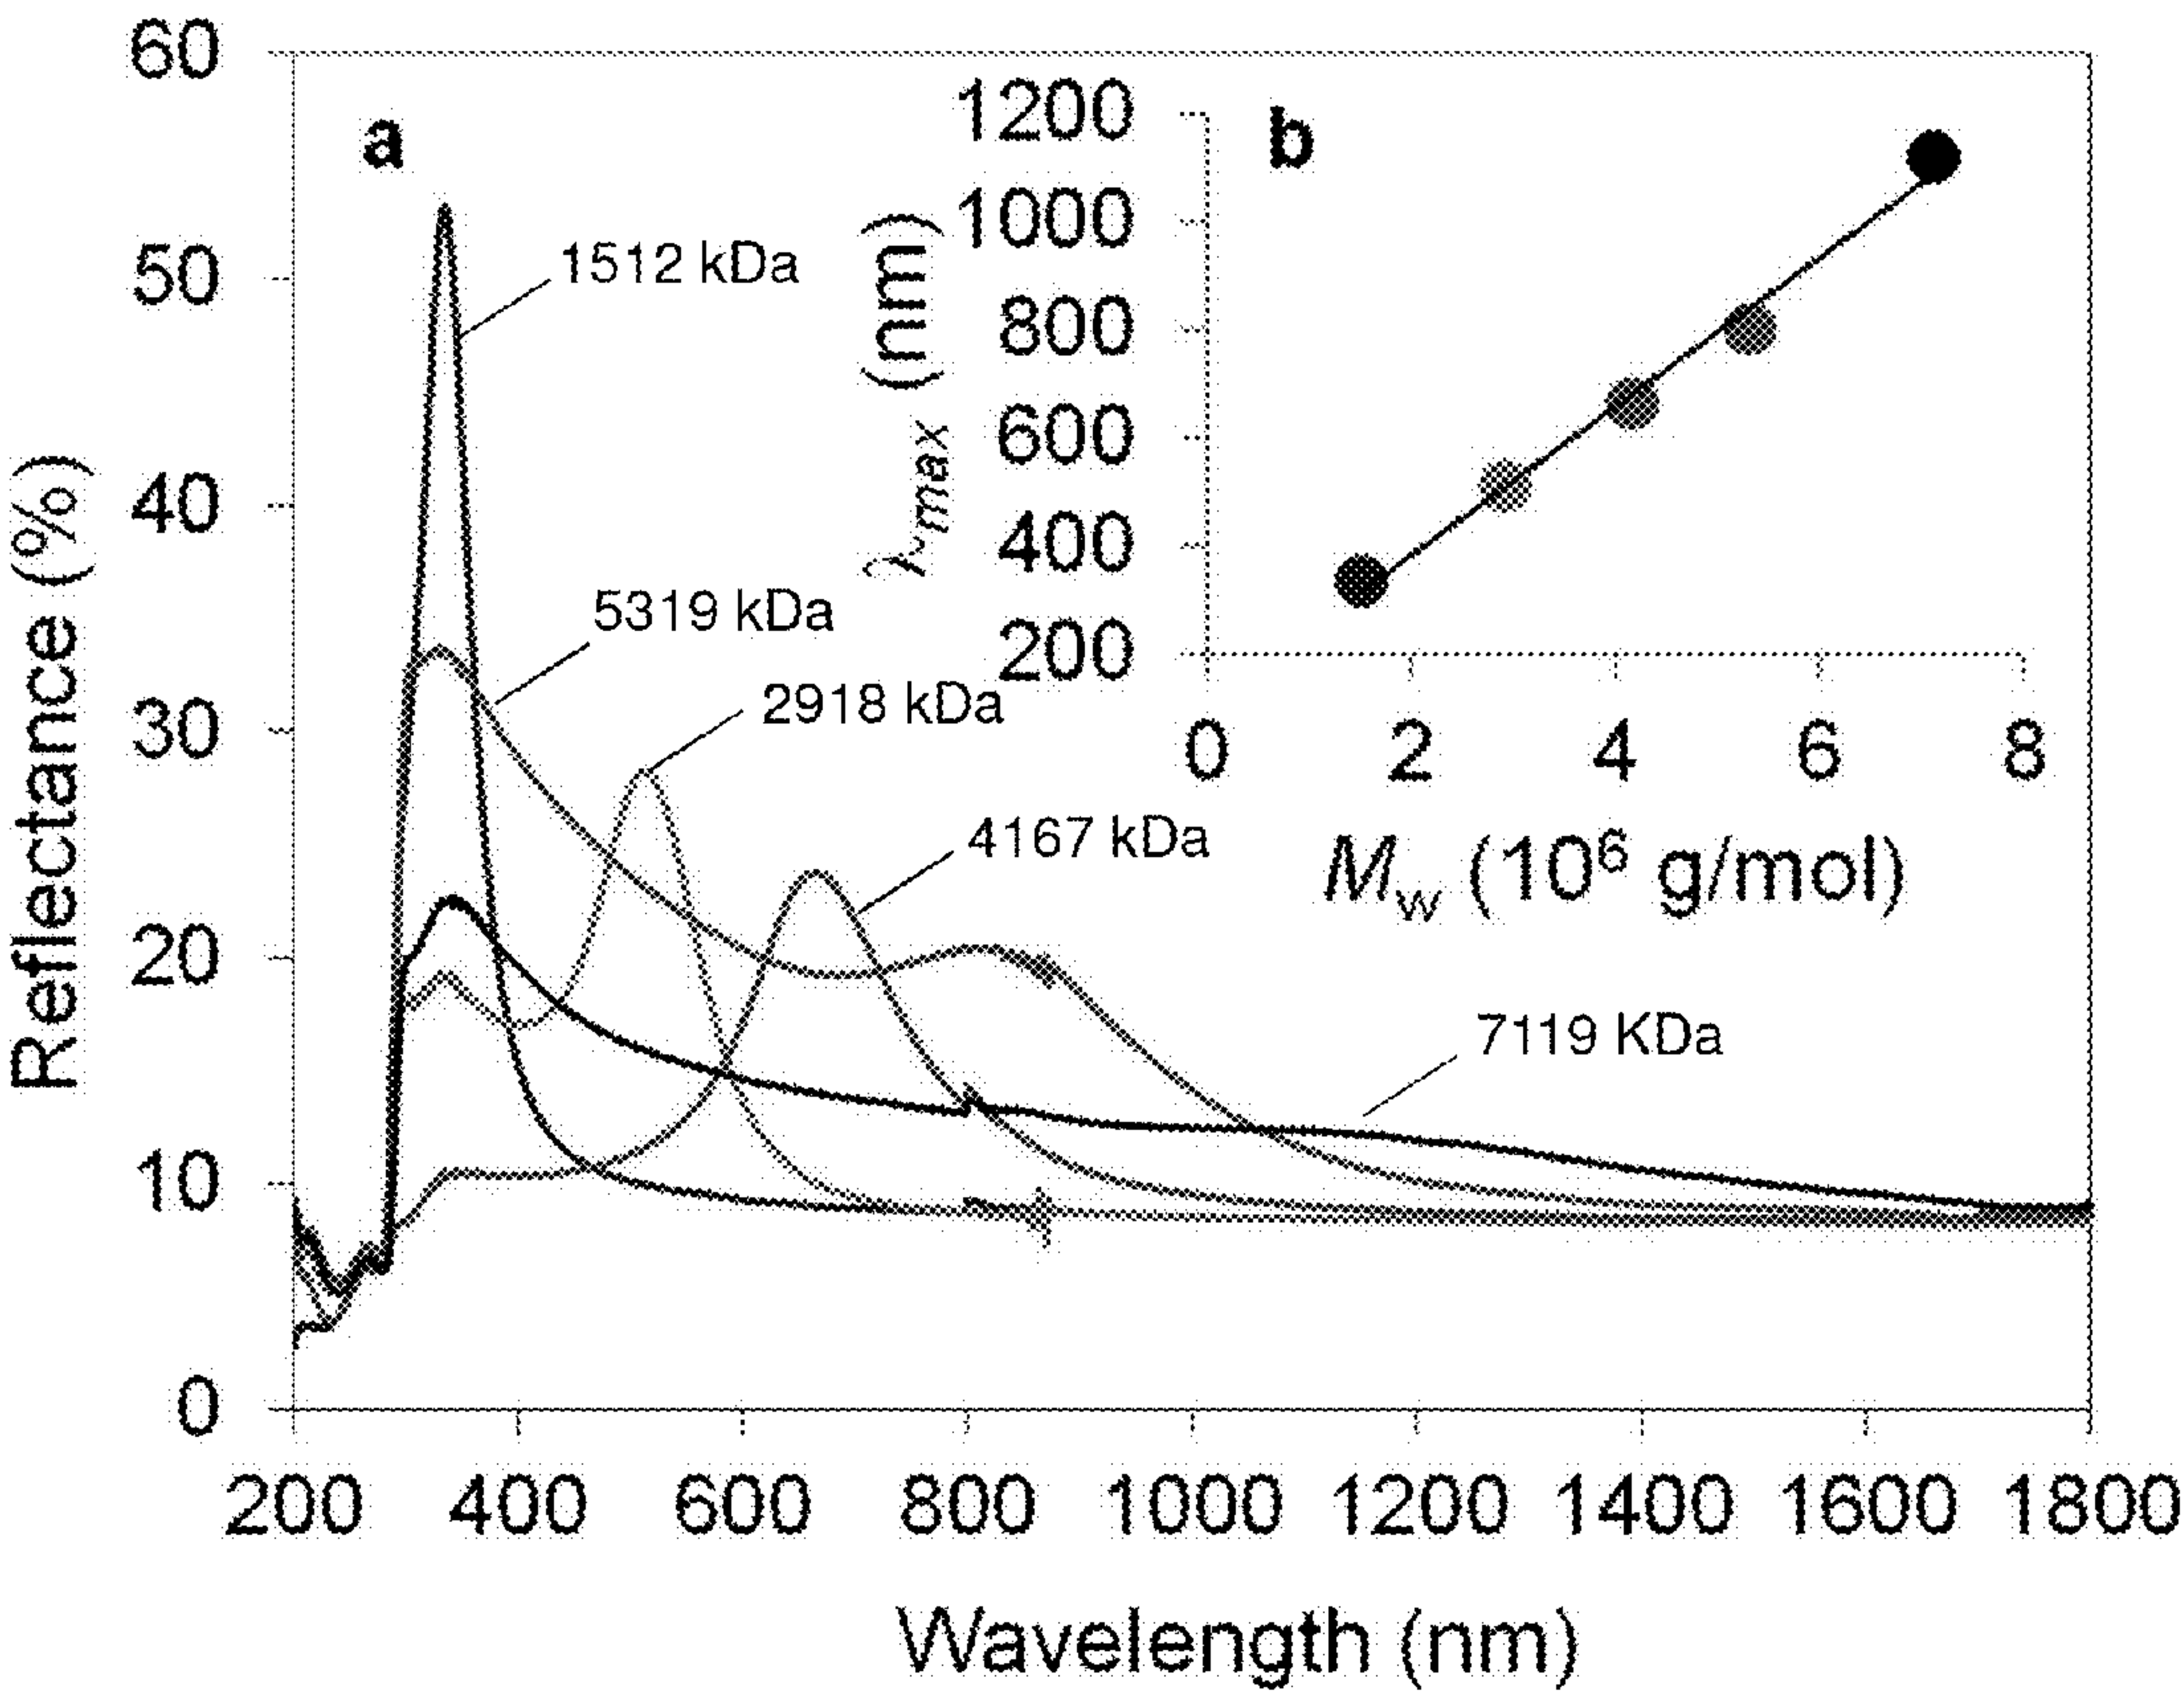 60
50
40
30
20
10
0
Reflectance (%)
200 400 600 800 1000 1200 1400 1600 1800
Wavelength (nm)
a
1512 kDa
5319 kDa
2918 kDa
4167 kDa
7119 KDa
b
1200
1000
800
600
400
200
λmax (nm)
0 2 4 6 8
Mw (10⁶ g/mol)